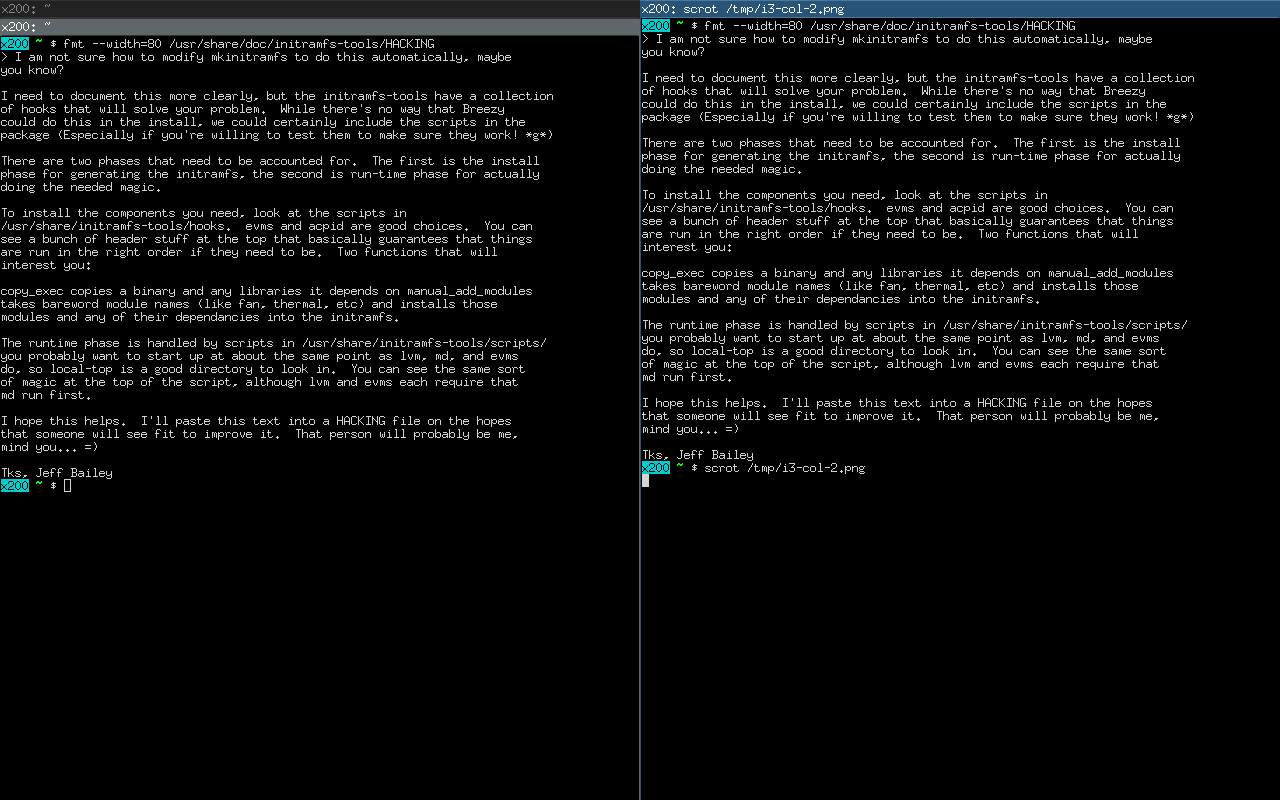 x200: ~
x200: ~
x200 ~ $ fmt --width=80 /usr/share/doc/initramfs-tools/HACKING
> I am not sure how to modify mkinitramfs to do this automatically, maybe
you know?

I need to document this more clearly, but the initramfs-tools have a collection
of hooks that will solve your problem.  While there's no way that Breezy
could do this in the install, we could certainly include the scripts in the
package (Especially if you're willing to test them to make sure they work! *g*)

There are two phases that need to be accounted for.  The first is the install
phase for generating the initramfs, the second is run-time phase for actually
doing the needed magic.

To install the components you need, look at the scripts in
/usr/share/initramfs-tools/hooks.  evms and acpid are good choices.  You can
see a bunch of header stuff at the top that basically guarantees that things
are run in the right order if they need to be.  Two functions that will
interest you:

copy_exec copies a binary and any libraries it depends on manual_add_modules
takes bareword module names (like fan, thermal, etc) and installs those
modules and any of their dependancies into the initramfs.

The runtime phase is handled by scripts in /usr/share/initramfs-tools/scripts/
you probably want to start up at about the same point as lvm, md, and evms
do, so local-top is a good directory to look in.  You can see the same sort
of magic at the top of the script, although lvm and evms each require that
md run first.

I hope this helps.  I'll paste this text into a HACKING file on the hopes
that someone will see fit to improve it.  That person will probably be me,
mind you... =)

Tks, Jeff Bailey
x200 ~ $
x200: scrot /tmp/i3-col-2.png
x200 ~ $ fmt --width=80 /usr/share/doc/initramfs-tools/HACKING
> I am not sure how to modify mkinitramfs to do this automatically, maybe
you know?

I need to document this more clearly, but the initramfs-tools have a collection
of hooks that will solve your problem.  While there's no way that Breezy
could do this in the install, we could certainly include the scripts in the
package (Especially if you're willing to test them to make sure they work! *g*)

There are two phases that need to be accounted for.  The first is the install
phase for generating the initramfs, the second is run-time phase for actually
doing the needed magic.

To install the components you need, look at the scripts in
/usr/share/initramfs-tools/hooks.  evms and acpid are good choices.  You can
see a bunch of header stuff at the top that basically guarantees that things
are run in the right order if they need to be.  Two functions that will
interest you:

copy_exec copies a binary and any libraries it depends on manual_add_modules
takes bareword module names (like fan, thermal, etc) and installs those
modules and any of their dependancies into the initramfs.

The runtime phase is handled by scripts in /usr/share/initramfs-tools/scripts/
you probably want to start up at about the same point as lvm, md, and evms
do, so local-top is a good directory to look in.  You can see the same sort
of magic at the top of the script, although lvm and evms each require that
md run first.

I hope this helps.  I'll paste this text into a HACKING file on the hopes
that someone will see fit to improve it.  That person will probably be me,
mind you... =)

Tks, Jeff Bailey
x200 ~ $ scrot /tmp/i3-col-2.png